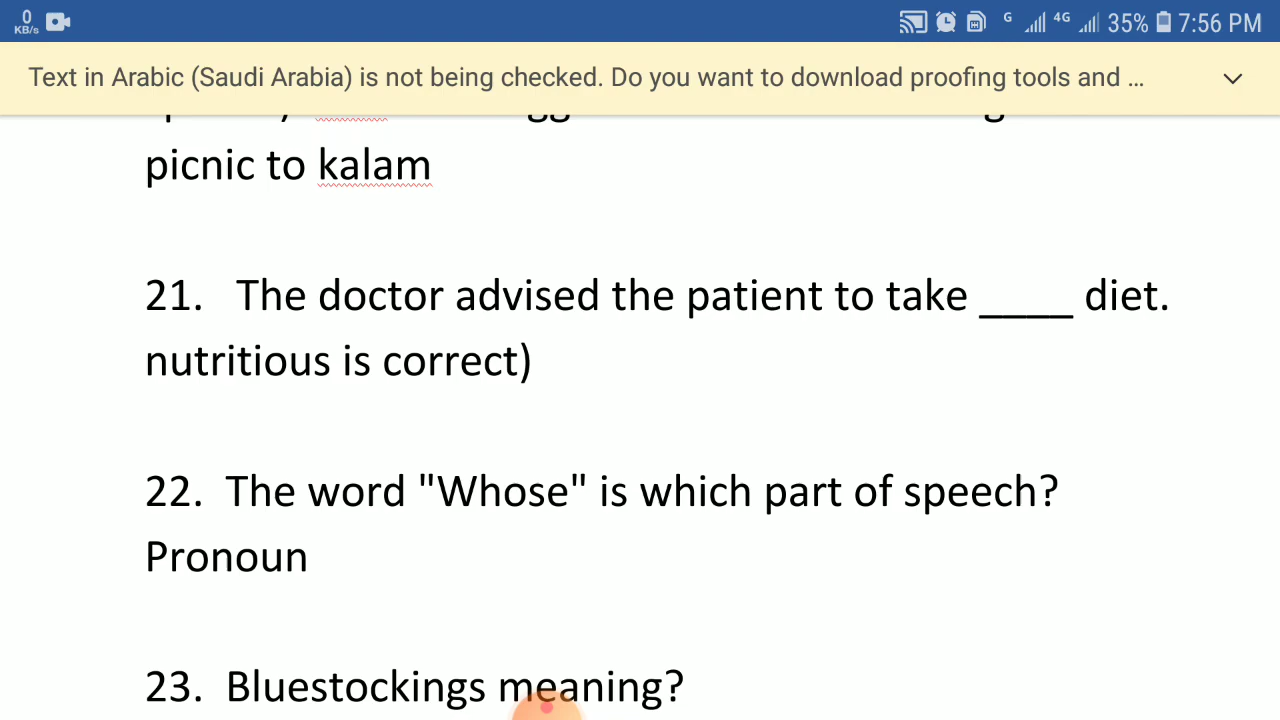 0
KB/s
G 4G 35% 7:56 PM
Text in Arabic (Saudi Arabia) is not being checked. Do you want to download proofing tools and ...
picnic to kalam
21. The doctor advised the patient to take ____ diet.
nutritious is correct)
22. The word "Whose" is which part of speech?
Pronoun
23. Bluestockings meaning?